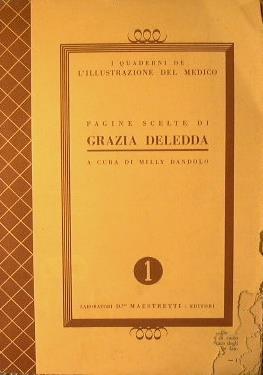 I QUADERNI DE
L'ILLUSTRAZIONE DEL MEDICO
PAGINE SCELTE DI
GRAZIA DELEDDA
A CURA DI MILLY DANDOLO
1
LABORATORI D.ri MAESTRETTI - EDITORI